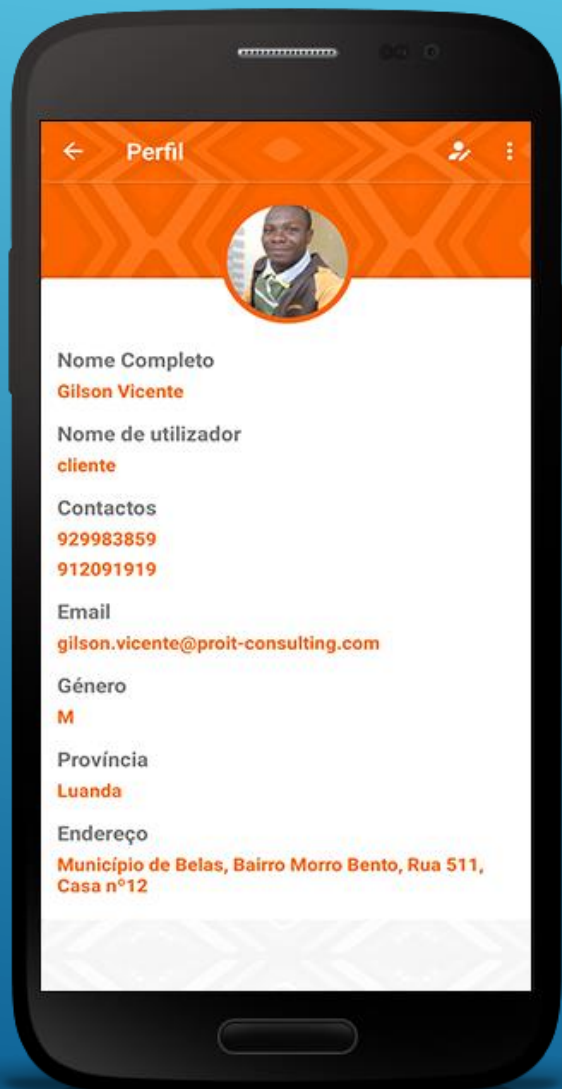 Perfil
Nome Completo
Gilson Vicente
Nome de utilizador
cliente
Contactos
929983859
912091919
Email
gilson.vicente@proit-consulting.com
Género
M
Província
Luanda
Endereço
Município de Belas, Bairro Morro Bento, Rua 511,
Casa nº12